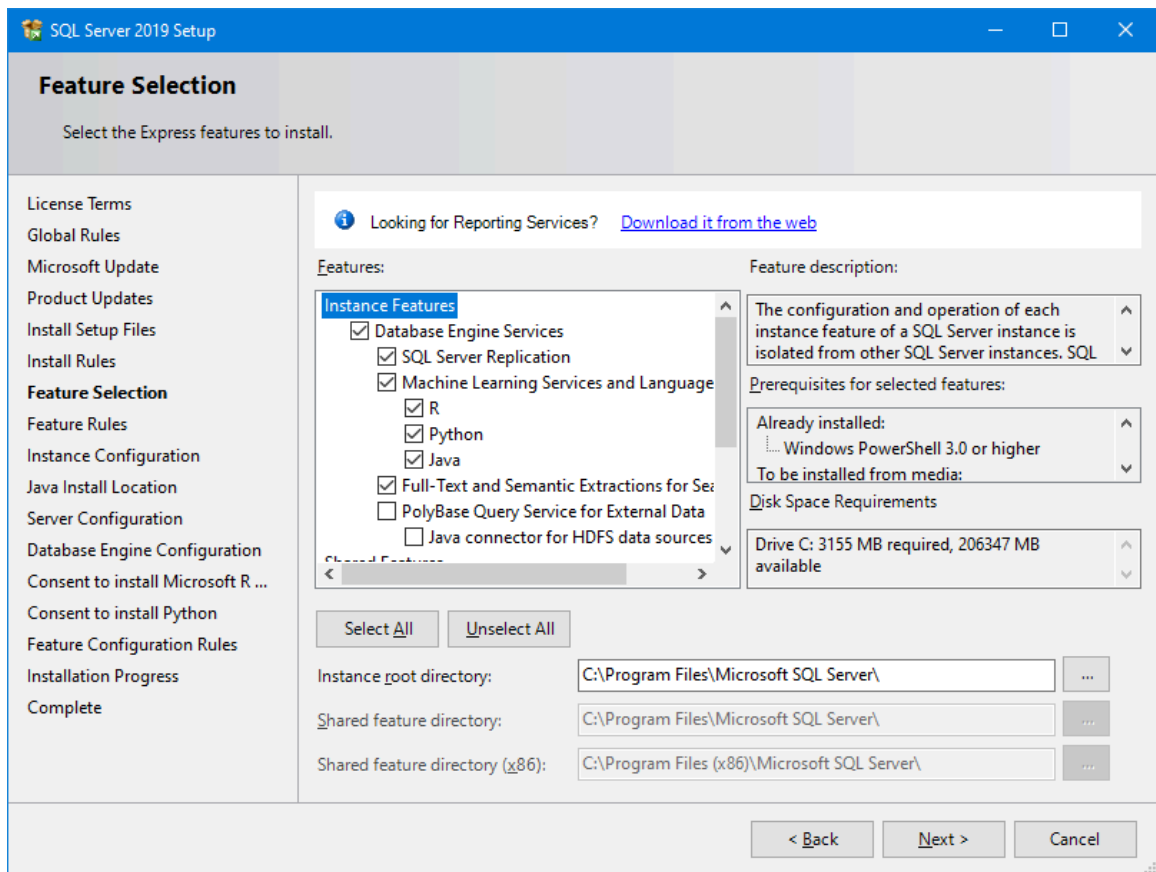 SQL Server 2019 Setup
Feature Selection
Select the Express features to install.
License Terms
Global Rules
Microsoft Update
Product Updates
Install Setup Files
Install Rules
Feature Selection
Feature Rules
Instance Configuration
Java Install Location
Server Configuration
Database Engine Configuration
Consent to install Microsoft R ...
Consent to install Python
Feature Configuration Rules
Installation Progress
Complete
Looking for Reporting Services? Download it from the web
Features:
Instance Features
Database Engine Services
SQL Server Replication
Machine Learning Services and Language
R
Python
Java
Full-Text and Semantic Extractions for Sea
PolyBase Query Service for External Data
Java connector for HDFS data sources
Shared Features
Feature description:
The configuration and operation of each
instance feature of a SQL Server instance is
isolated from other SQL Server instances. SQL
Prerequisites for selected features:
Already installed:
Windows PowerShell 3.0 or higher
To be installed from media:
Disk Space Requirements
Drive C: 3155 MB required, 206347 MB
available
Select All
Unselect All
Instance root directory:
C:\Program Files\Microsoft SQL Server\
...
Shared feature directory:
C:\Program Files\Microsoft SQL Server\
...
Shared feature directory (x86):
C:\Program Files (x86)\Microsoft SQL Server\
...
< Back
Next >
Cancel